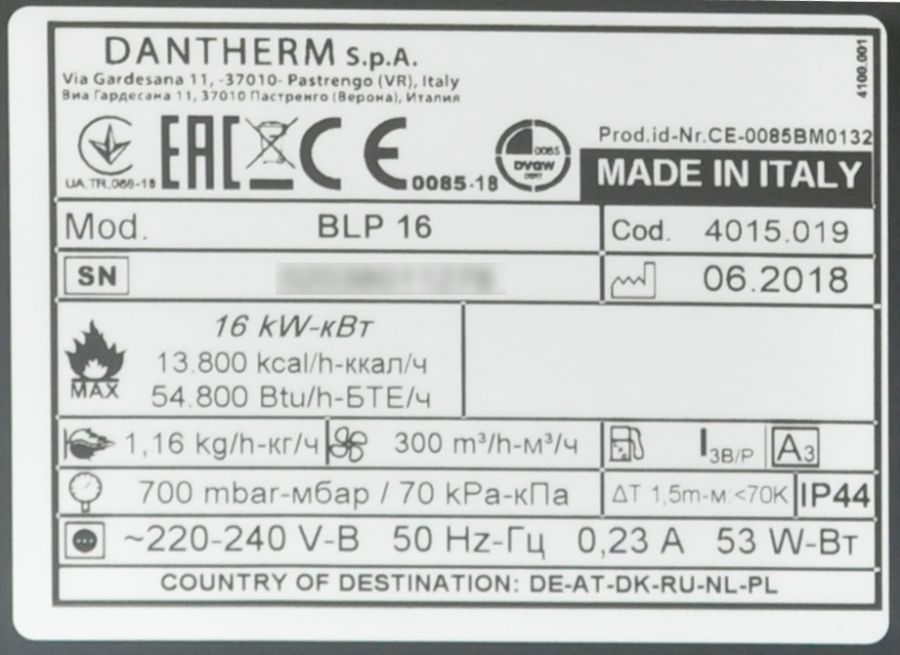 DANTHERM S.p.A.
Via Gardesana 11, -37010- Pastrengo (VR), Italy
Виа Гардесана 11, 37010 Пастренго (Верона), Италия
4100.001
UA.TR.069-18
EAC
CE
0085-18
0085
DVGW
Prod.id-Nr.CE-0085BM0132
MADE IN ITALY
Mod. BLP 16
Cod. 4015.019
SN
06.2018
16 kW-кВт
13.800 kcal/h-ккал/ч
54.800 Btu/h-БТЕ/ч
MAX
1,16 kg/h-кг/ч
300 m³/h-м³/ч
I3B/P A3
700 mbar-мбар / 70 kPa-кПа
ΔT 1,5m-м:<70K
IP44
~220-240 V-В 50 Hz-Гц 0,23 A 53 W-Вт
COUNTRY OF DESTINATION: DE-AT-DK-RU-NL-PL